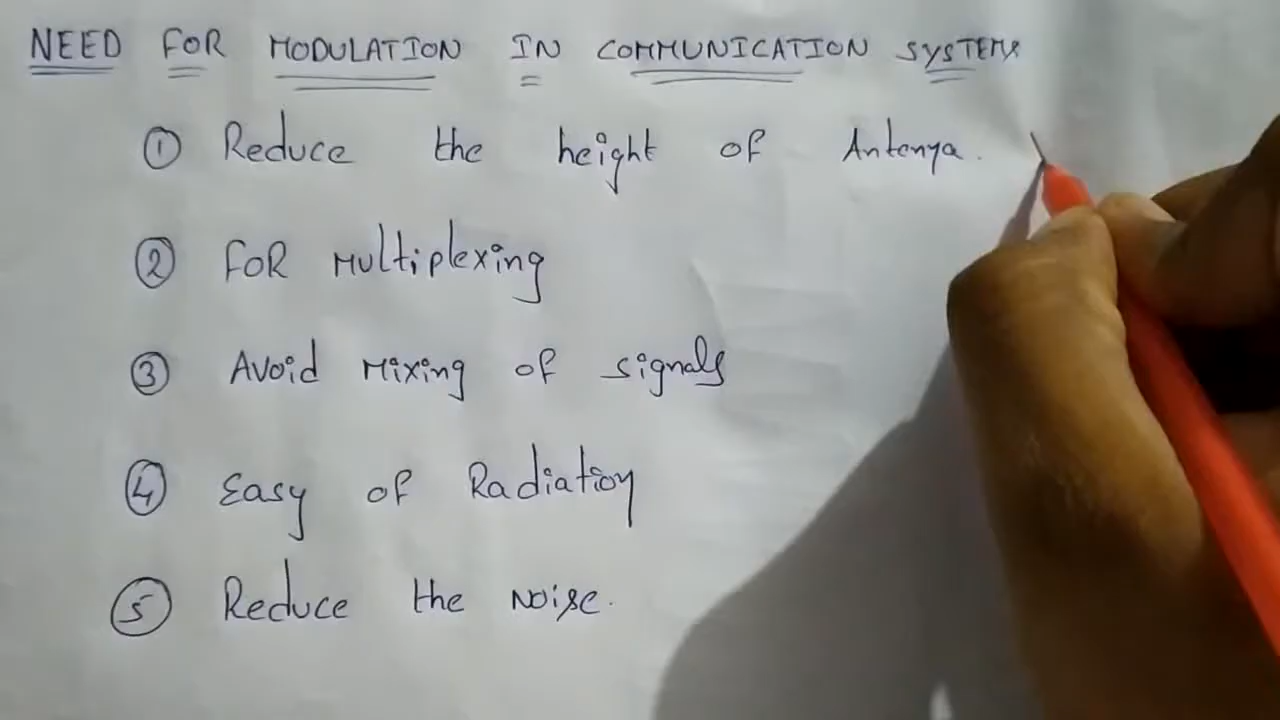 NEED FOR MODULATION IN COMMUNICATION SYSTEMS
① Reduce the height of Antenna.
② FOR Multiplexing
③ Avoid Mixing of signals
④ Easy of Radiation
⑤ Reduce the Noise.